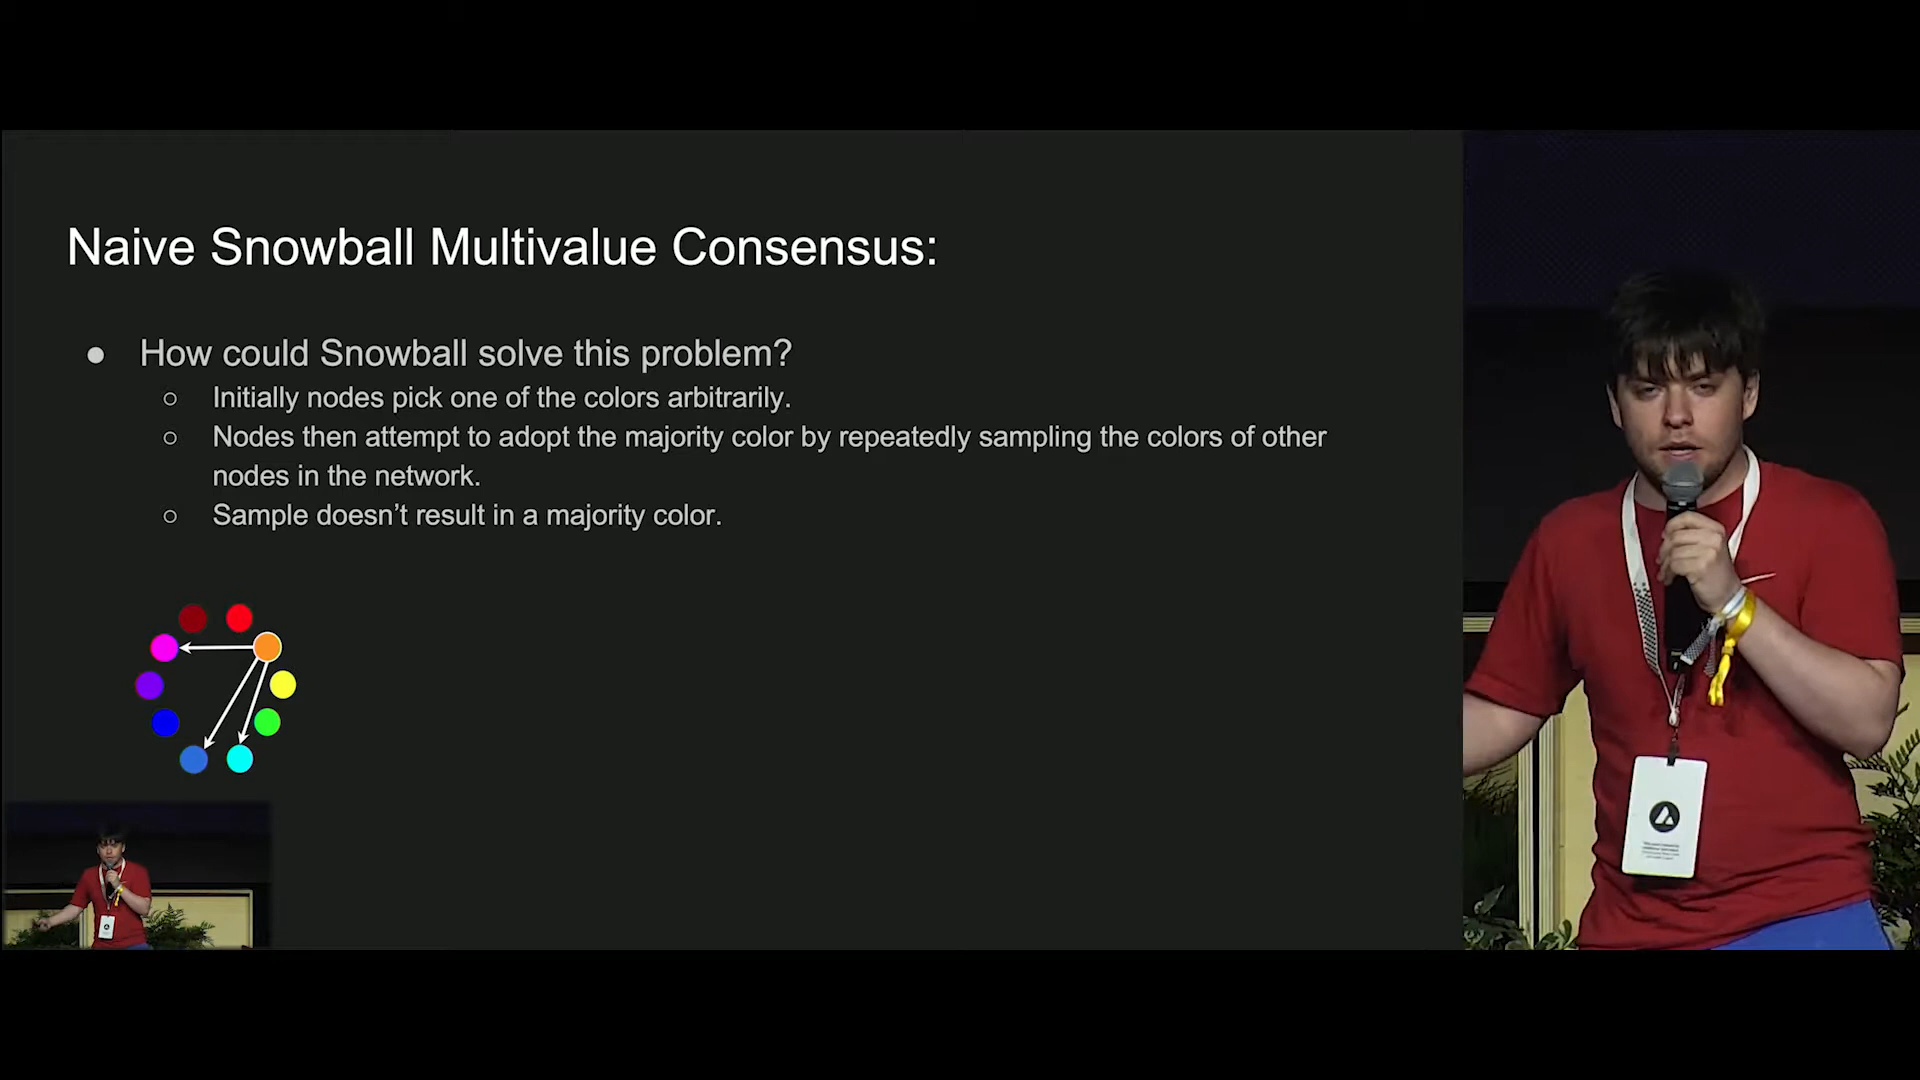 Naive Snowball Multivalue Consensus:
● How could Snowball solve this problem?
○ Initially nodes pick one of the colors arbitrarily.
○ Nodes then attempt to adopt the majority color by repeatedly sampling the colors of other
nodes in the network.
○ Sample doesn’t result in a majority color.